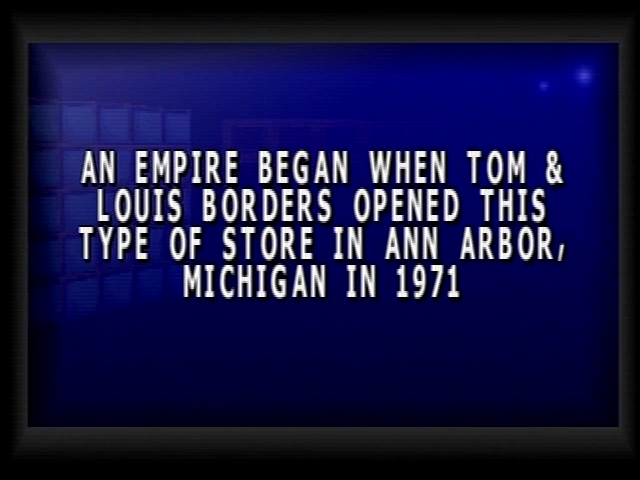 AN EMPIRE BEGAN WHEN TOM &
LOUIS BORDERS OPENED THIS
TYPE OF STORE IN ANN ARBOR,
MICHIGAN IN 1971